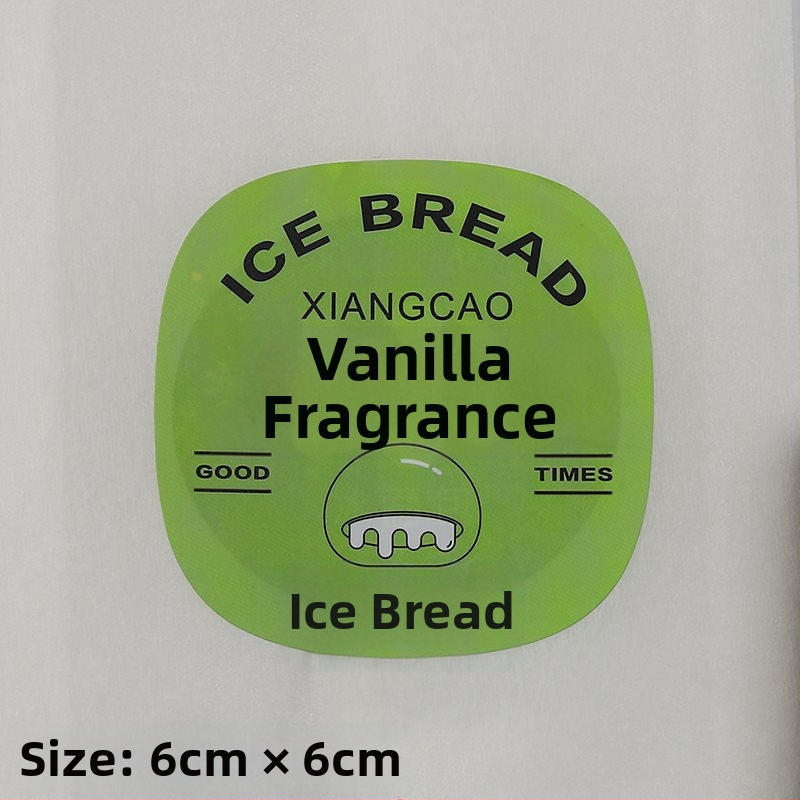 ICE BREAD
XIANGCAO
Vanilla
Fragrance
GOOD
TIMES
Ice Bread
Size: 6cm × 6cm